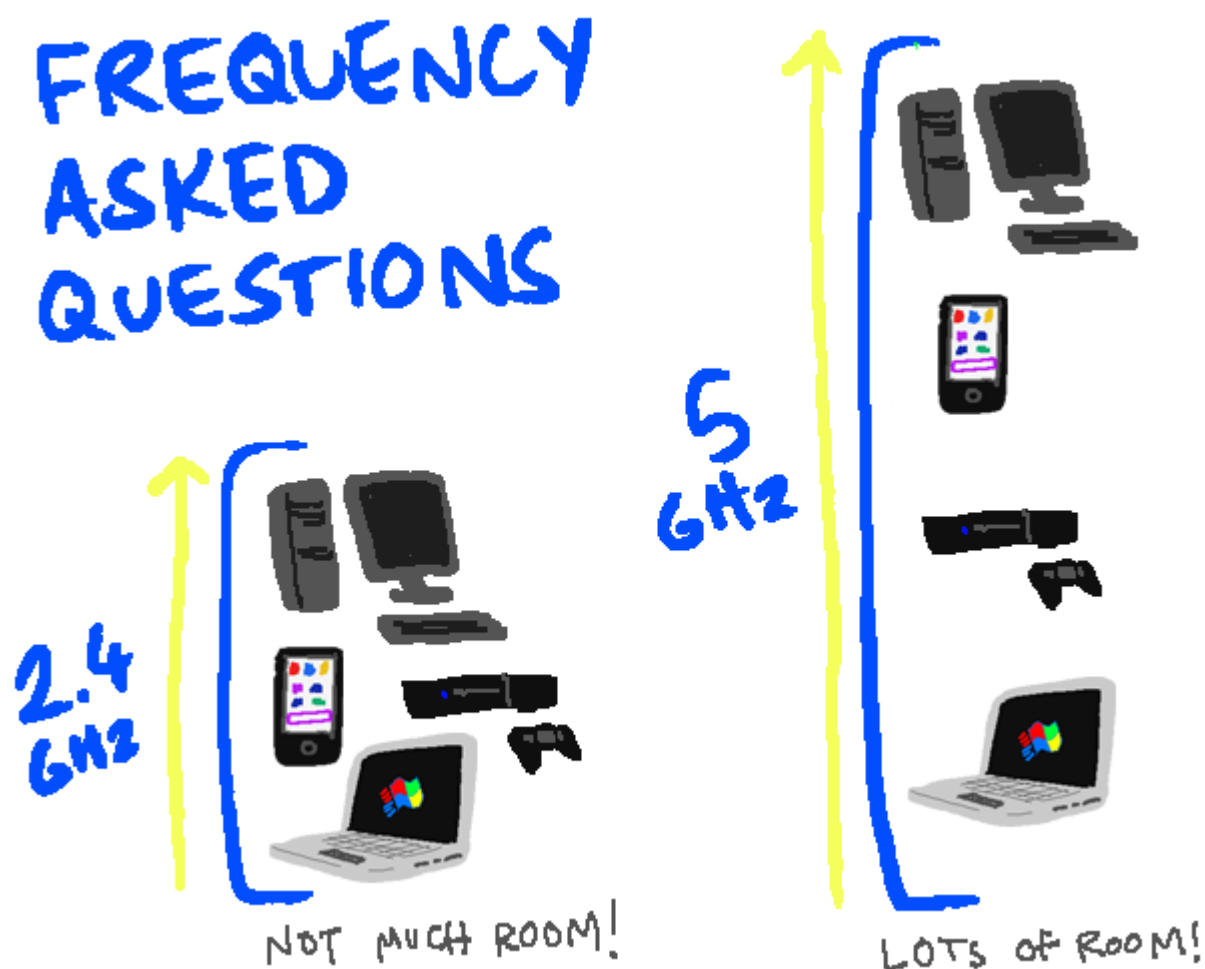 FREQUENCY
ASKED
QUESTIONS
2.4
GHz
NOT MUCH ROOM!
5
GHz
LOTS OF ROOM!